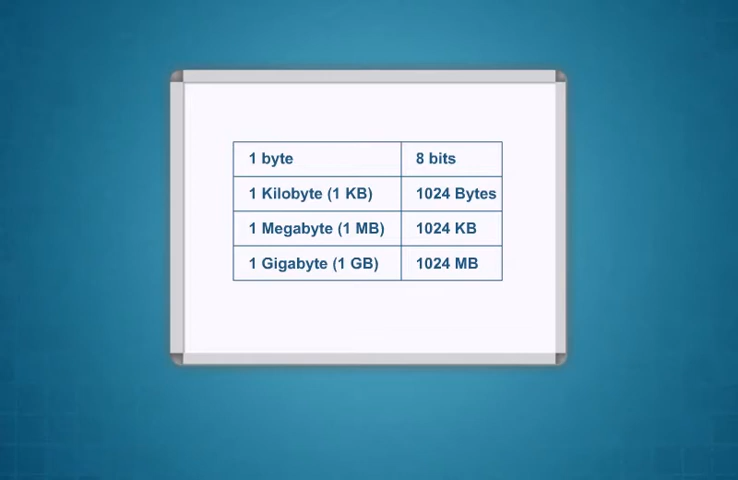 1 byte 8 bits
1 Kilobyte (1 KB) 1024 Bytes
1 Megabyte (1 MB) 1024 KB
1 Gigabyte (1 GB) 1024 MB